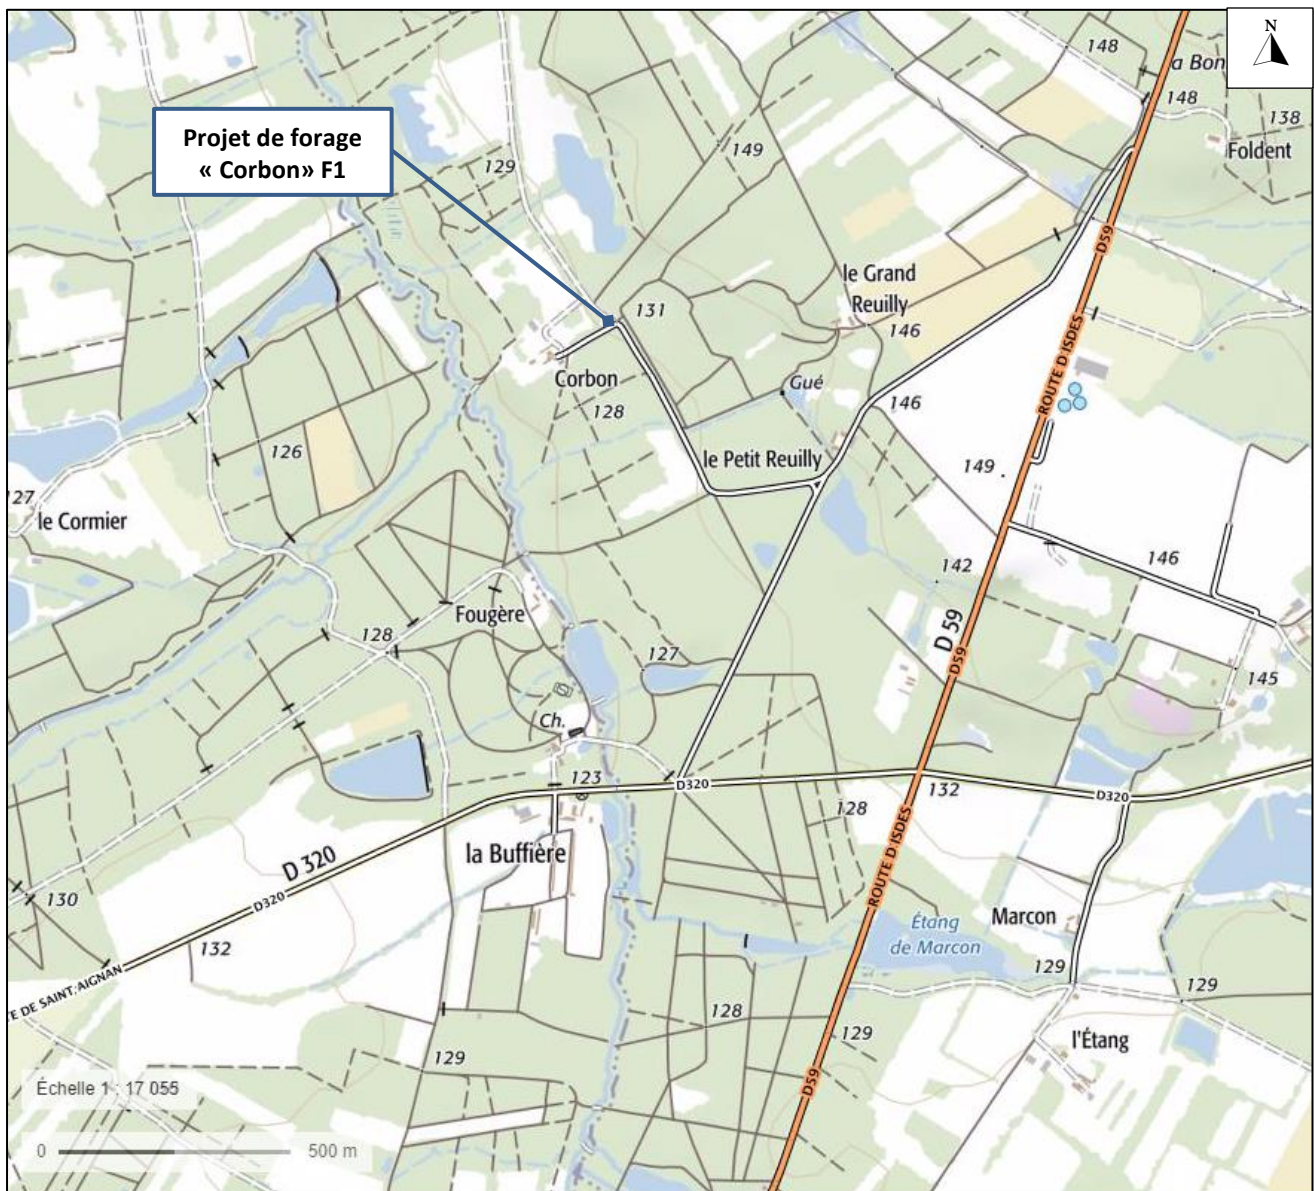 N
148
a Bon
148
138
Foldent
Projet de forage
« Corbon» F1
129
149
D59
le Grand
Reuilly
131
146
ROUTE D ISDES
Corbon
Gué
128
146
126
le Petit Reuilly
149
127
le Cormier
146
142
Fougère
D 59
128
127
D59
145
Ch.
123
D320
132
D320
128
la Buffière
D 320
ROUTE D ISDES
130
D320
Marcon
Étang
de Marcon
132
129
TE DE SAINT AIGNAN
129
128
129
l'Étang
129
D59
Échelle 1 : 17 055
0
500 m